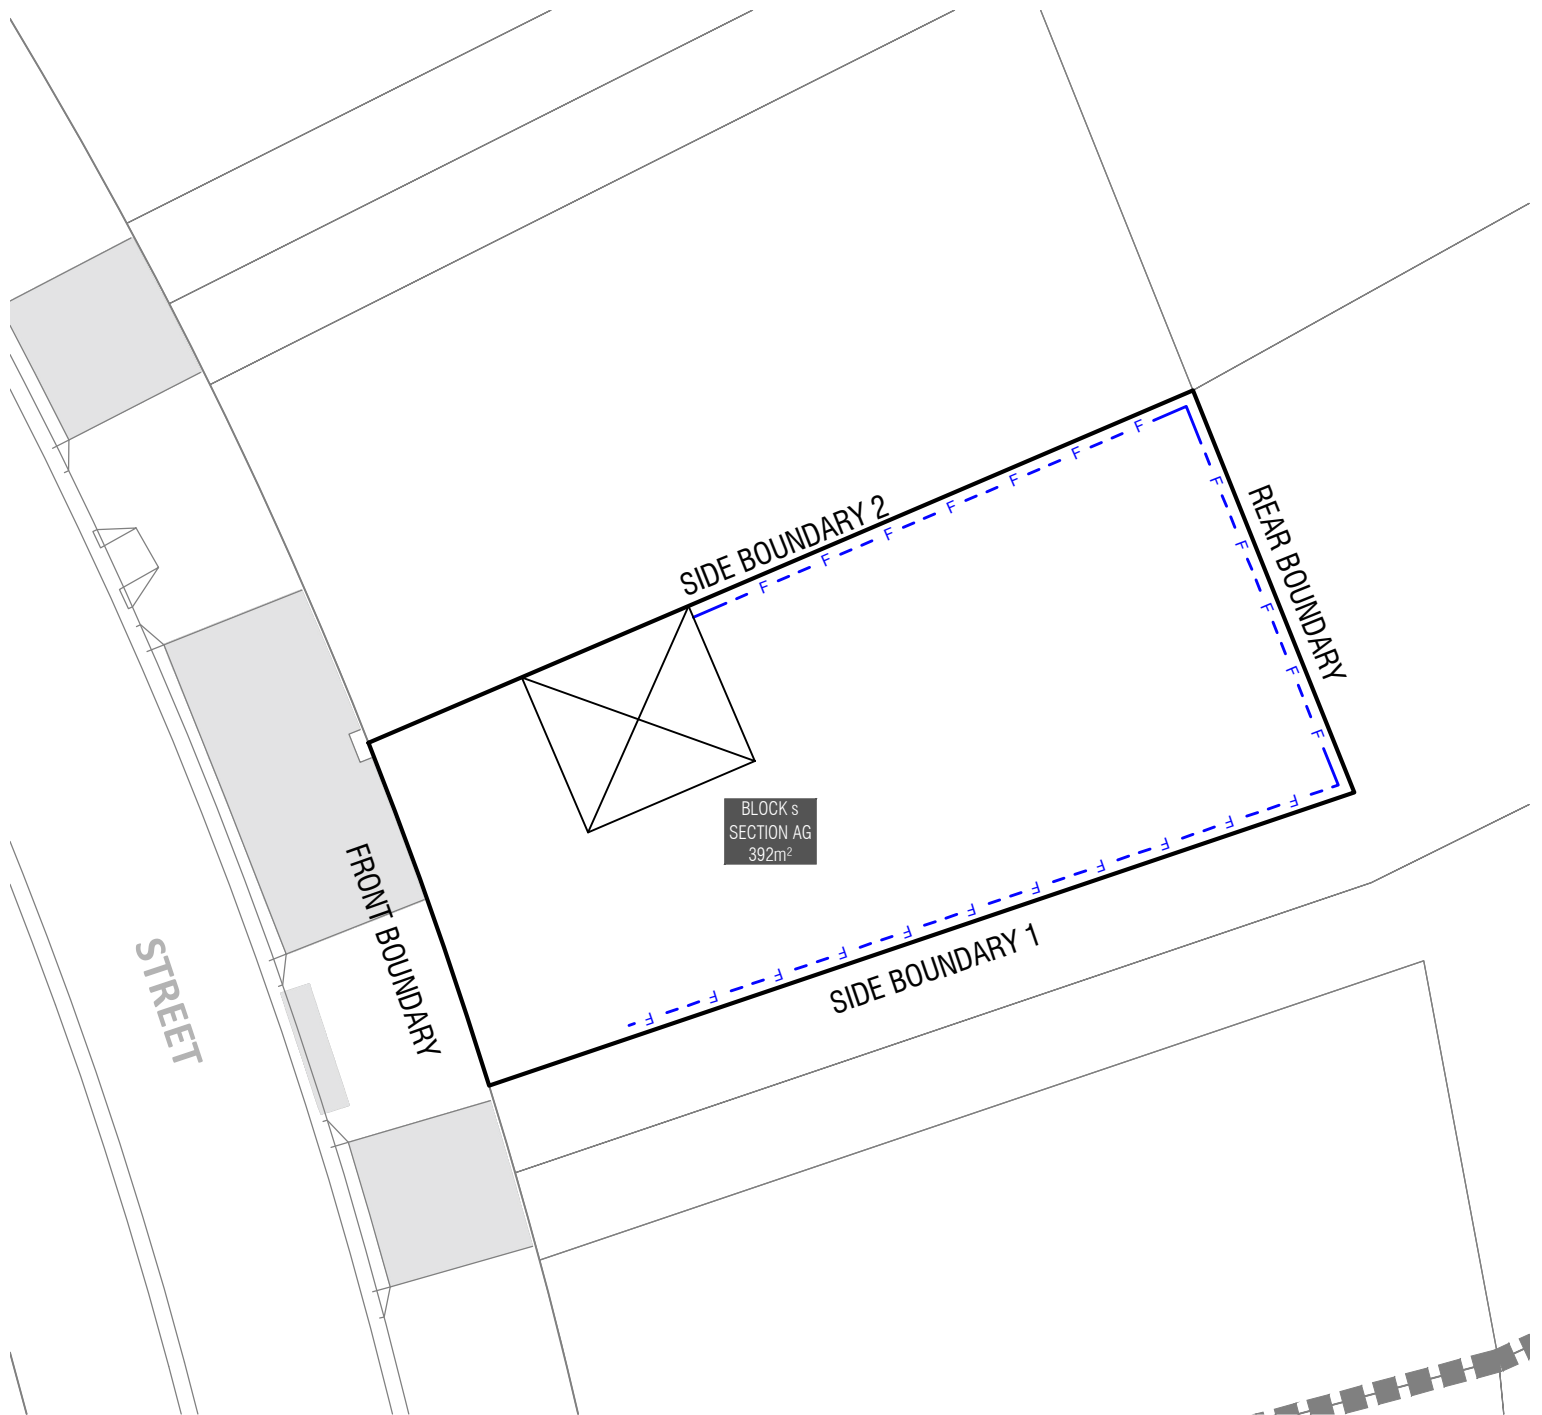 SIDE BOUNDARY 2
F F F F F F F
REAR BOUNDARY
F F F F F
BLOCK s
SECTION AG
392m²
FRONT BOUNDARY
F F F F F F F F F F F
SIDE BOUNDARY 1
STREET